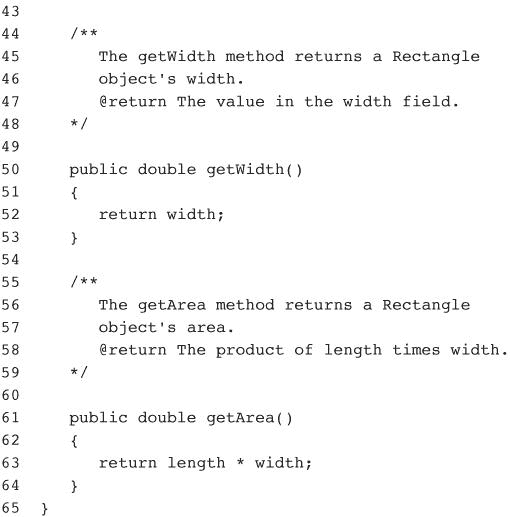 43
44 /**
45 The getWidth method returns a Rectangle
46 object's width.
47 @return The value in the width field.
48 */
49
50 public double getWidth()
51 {
52 return width;
53 }
54
55 /**
56 The getArea method returns a Rectangle
57 object's area.
58 @return The product of length times width.
59 */
60
61 public double getArea()
62 {
63 return length * width;
64 }
65 }